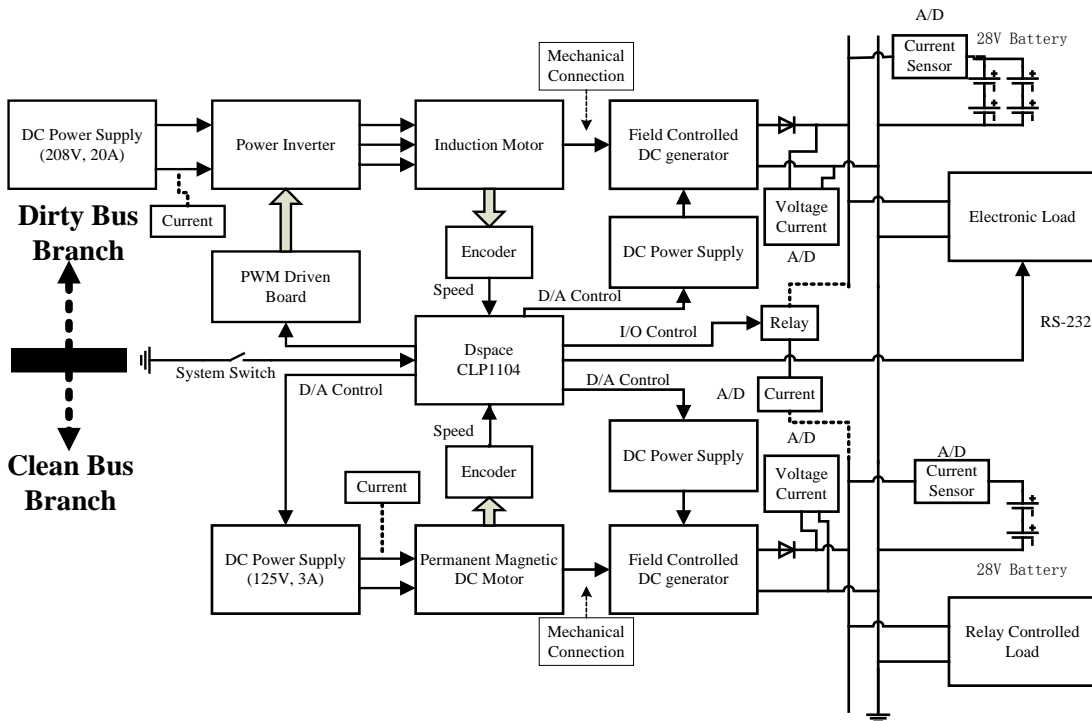 A/D
28V Battery
Current
Sensor
Mechanical
Connection
DC Power Supply
(208V, 20A)
Power Inverter
Induction Motor
Field Controlled
DC generator
Dirty Bus
Branch
Current
Voltage
Current
A/D
Electronic Load
Encoder
Speed
DC Power Supply
PWM Driven
Board
D/A Control
I/O Control
Relay
RS-232
Dspace
CLP1104
System Switch
D/A Control
D/A Control
A/D
Current
Clean Bus
Branch
Speed
Encoder
Current
DC Power Supply
A/D
Voltage
Current
A/D
Current
Sensor
DC Power Supply
(125V, 3A)
Permanent Magnetic
DC Motor
Field Controlled
DC generator
28V Battery
Mechanical
Connection
Relay Controlled
Load